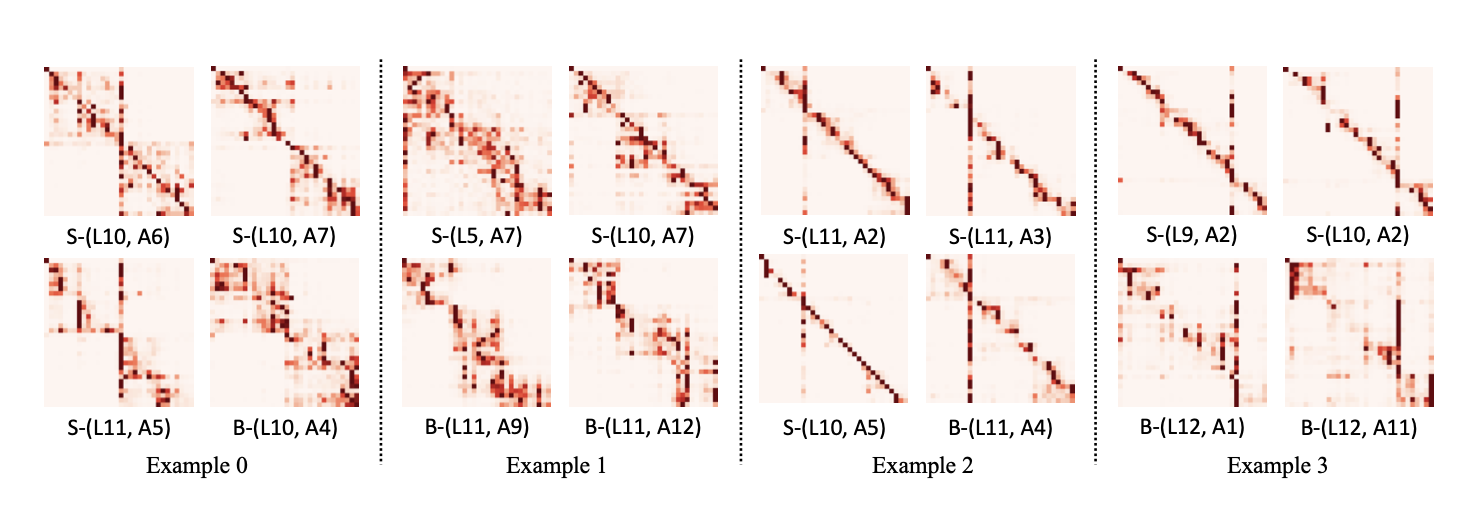 S-(L10, A6) S-(L10, A7) S-(L5, A7) S-(L10, A7) S-(L11, A2) S-(L11, A3) S-(L9, A2) S-(L10, A2)
S-(L11, A5) B-(L10, A4) B-(L11, A9) B-(L11, A12) S-(L10, A5) B-(L11, A4) B-(L12, A1) B-(L12, A11)
Example 0 Example 1 Example 2 Example 3